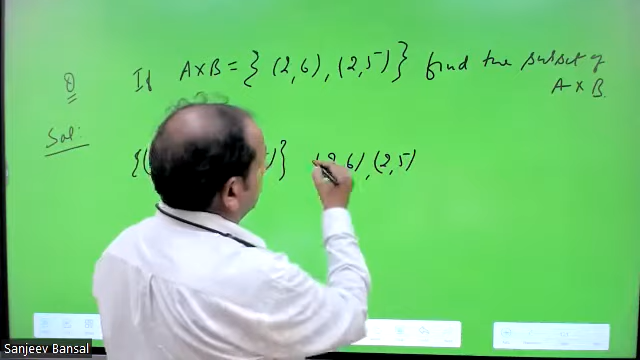 Q If A×B = { (2,6), (2,5) } find the subset of
A×B.
Sol:
{( )} (2,6), (2,5)
Sanjeev Bansal